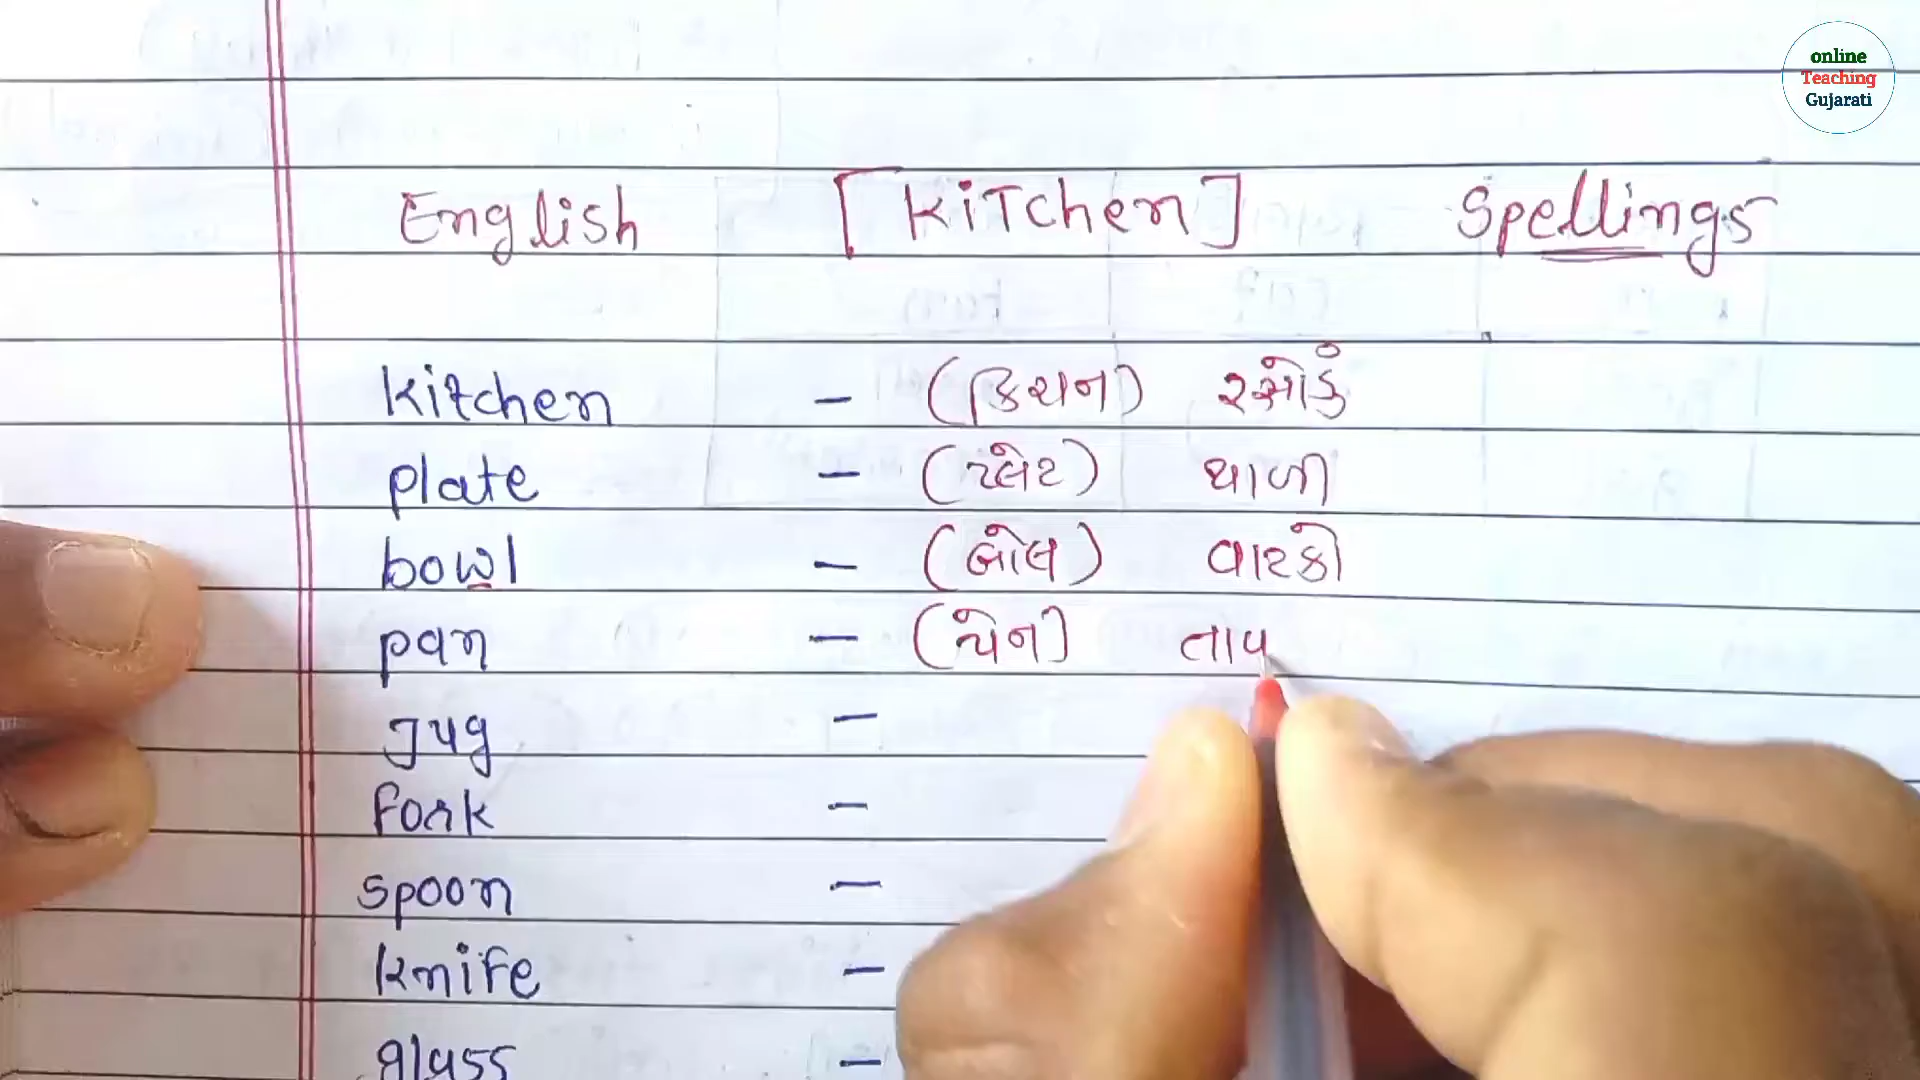 online
Teaching
Gujarati
English [Kitchen] Spellings
kitchen – (કિચન) રસોડું
plate – (પ્લેટ) થાળી
bowl – (બોલ) વાટકો
pan – (પેન] તાવ
Jug –
fork –
spoon –
knife –
glass –